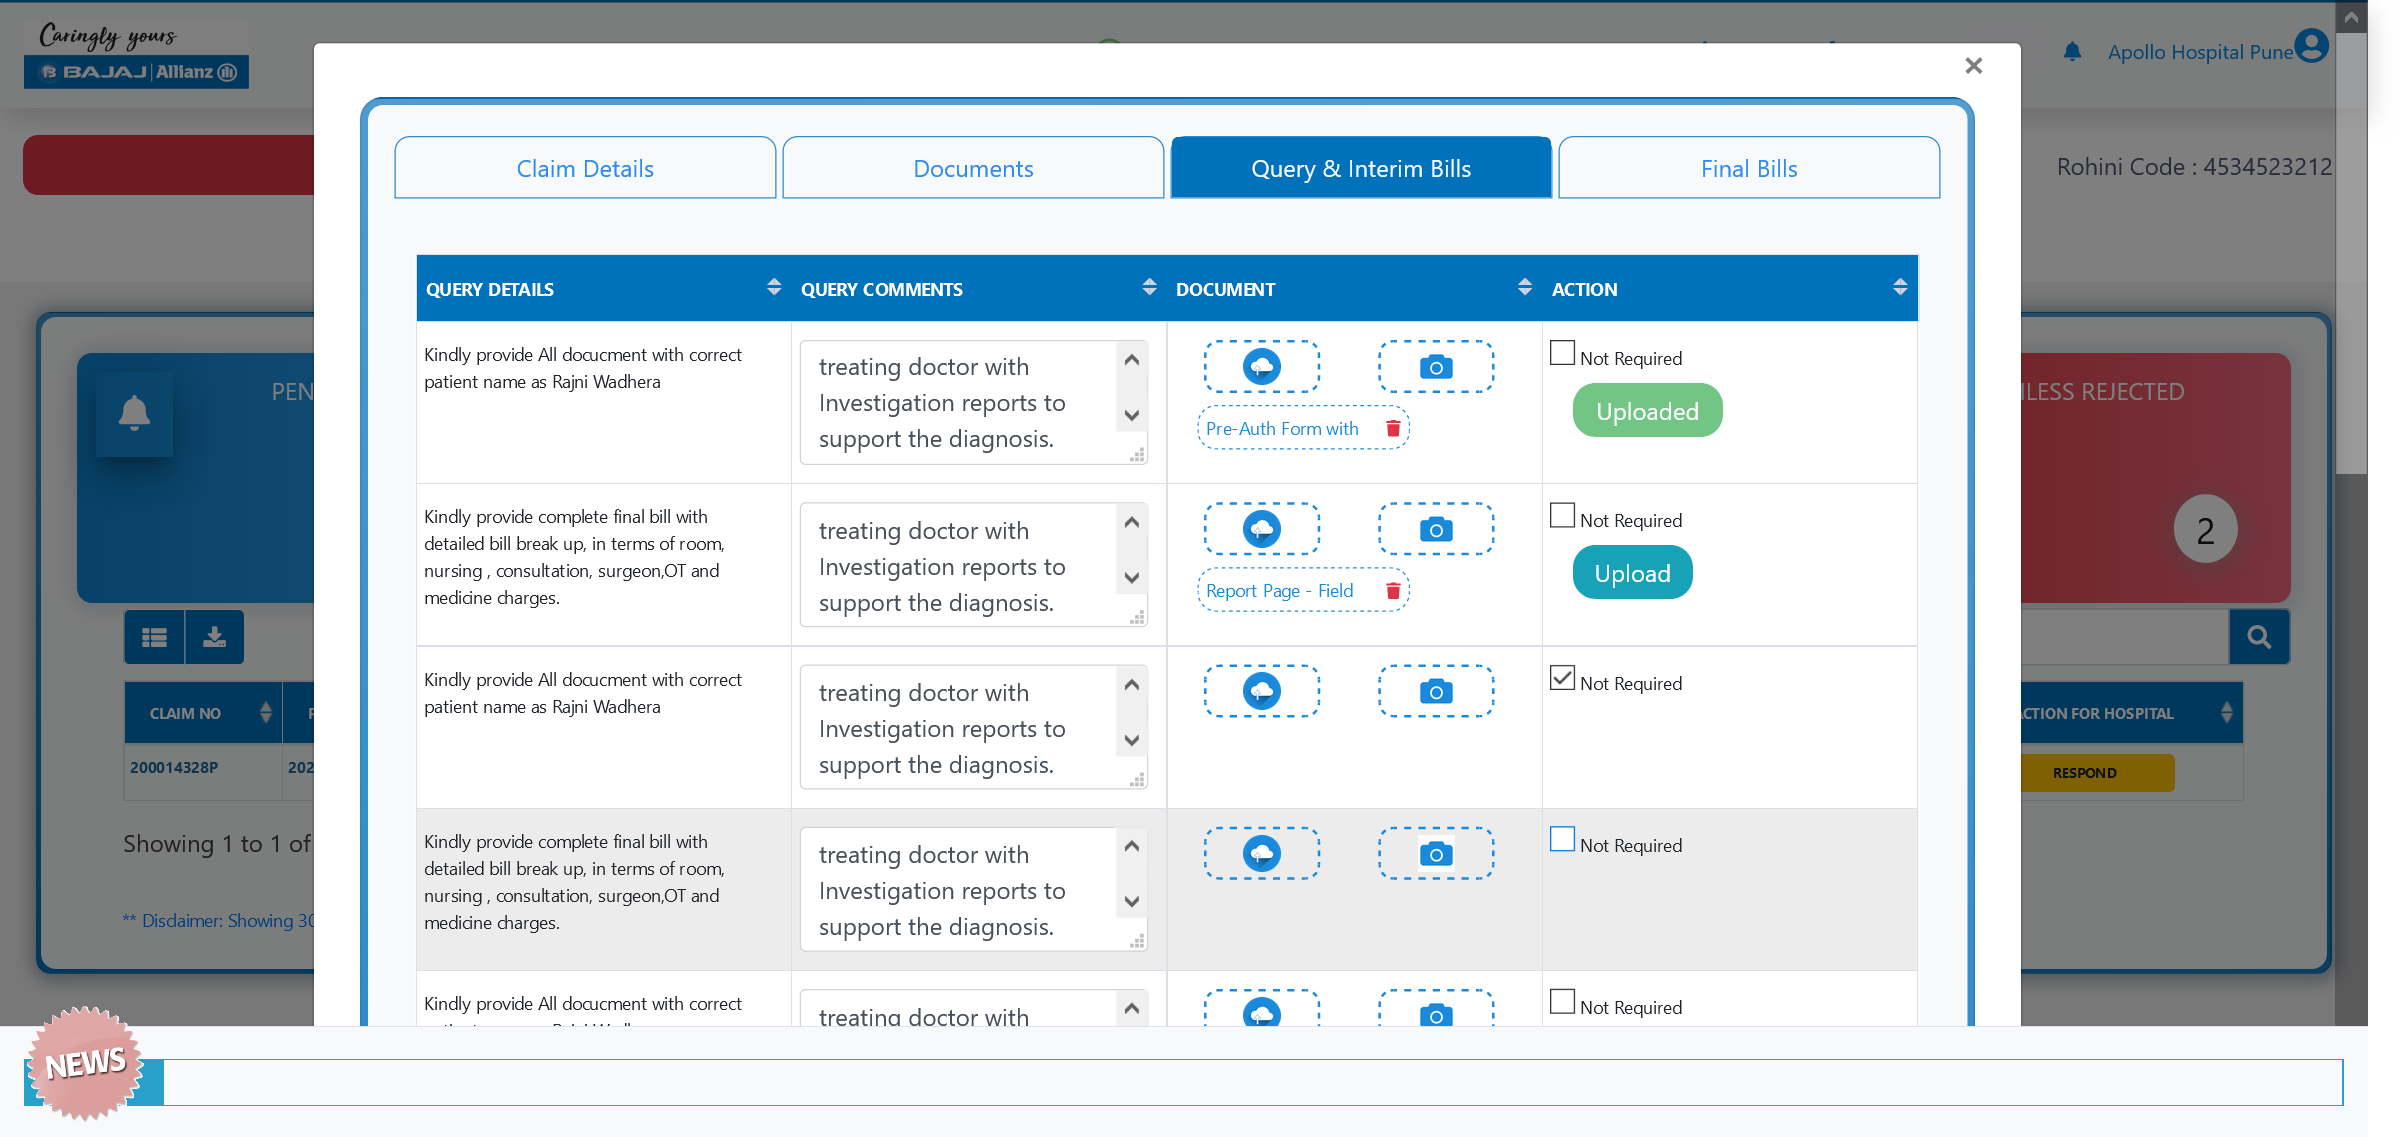 Caringly yours
BAJAJ | Allianz
Apollo Hospital Pune
Rohini Code : 4534523212
×
Claim Details
Documents
Query & Interim Bills
Final Bills
QUERY DETAILS
QUERY COMMENTS
DOCUMENT
ACTION
Kindly provide All docucment with correct
patient name as Rajni Wadhera
treating doctor with
Investigation reports to
support the diagnosis.
Pre-Auth Form with
Not Required
Uploaded
Kindly provide complete final bill with
detailed bill break up, in terms of room,
nursing , consultation, surgeon,OT and
medicine charges.
treating doctor with
Investigation reports to
support the diagnosis.
Report Page - Field
Not Required
Upload
Kindly provide All docucment with correct
patient name as Rajni Wadhera
treating doctor with
Investigation reports to
support the diagnosis.
Not Required
Kindly provide complete final bill with
detailed bill break up, in terms of room,
nursing , consultation, surgeon,OT and
medicine charges.
treating doctor with
Investigation reports to
support the diagnosis.
Not Required
Kindly provide All docucment with correct
treating doctor with
Not Required
PEN
LESS REJECTED
2
CLAIM NO
ACTION FOR HOSPITAL
200014328P
202
RESPOND
Showing 1 to 1 of
** Disclaimer: Showing 30
NEWS